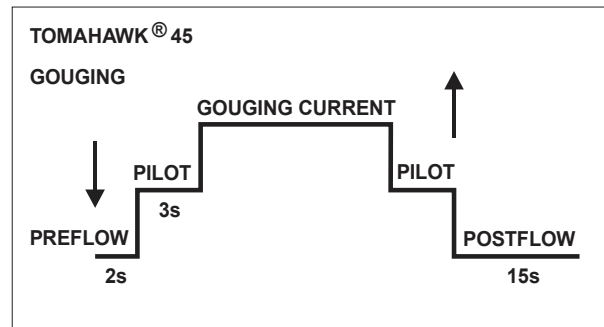 TOMAHAWK® 45
GOUGING
GOUGING CURRENT
PILOT
PILOT
3s
PREFLOW
POSTFLOW
2s
15s